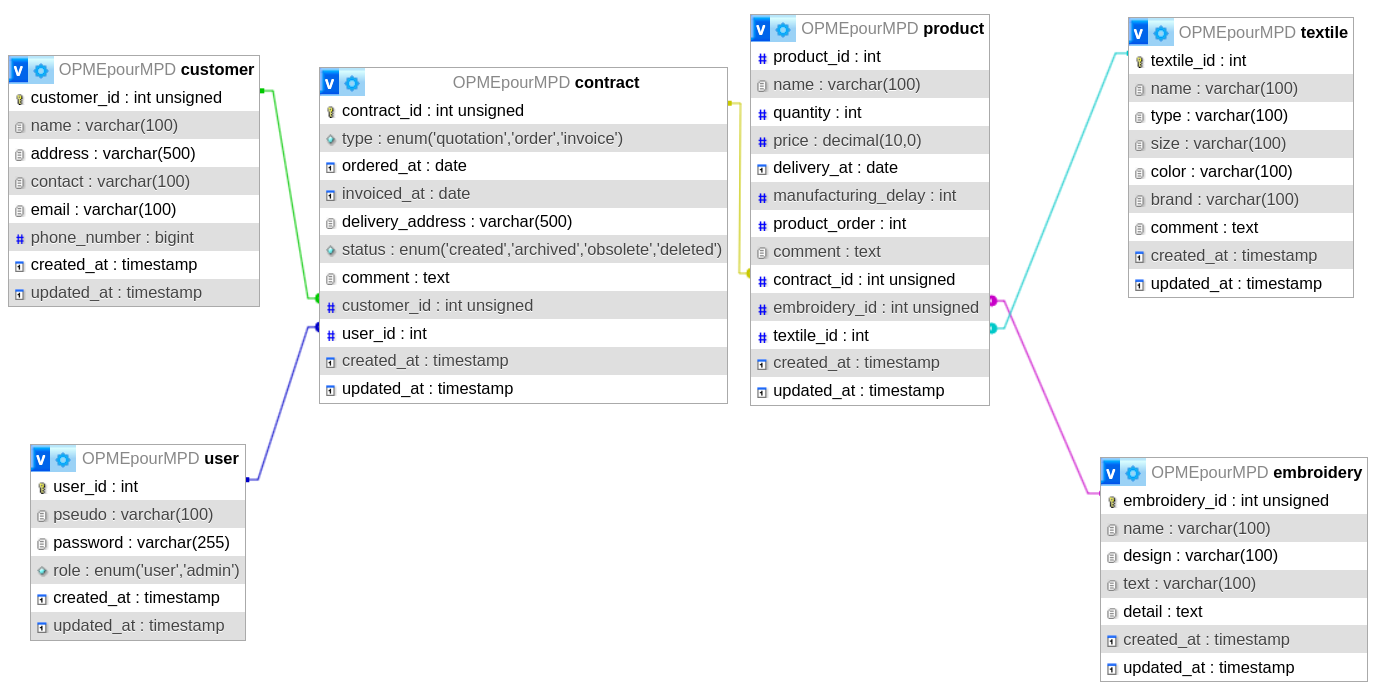 v OPMEpourMPD customer
customer_id : int unsigned
name : varchar(100)
address : varchar(500)
contact : varchar(100)
email : varchar(100)
# phone_number : bigint
created_at : timestamp
updated_at : timestamp
v OPMEpourMPD contract
contract_id : int unsigned
type : enum('quotation','order','invoice')
ordered_at : date
invoiced_at : date
delivery_address : varchar(500)
status : enum('created','archived','obsolete','deleted')
comment : text
# customer_id : int unsigned
# user_id : int
created_at : timestamp
updated_at : timestamp
v OPMEpourMPD product
# product_id : int
name : varchar(100)
# quantity : int
# price : decimal(10,0)
delivery_at : date
# manufacturing_delay : int
# product_order : int
comment : text
# contract_id : int unsigned
# embroidery_id : int unsigned
# textile_id : int
created_at : timestamp
updated_at : timestamp
v OPMEpourMPD textile
textile_id : int
name : varchar(100)
type : varchar(100)
size : varchar(100)
color : varchar(100)
brand : varchar(100)
comment : text
created_at : timestamp
updated_at : timestamp
v OPMEpourMPD user
user_id : int
pseudo : varchar(100)
password : varchar(255)
role : enum('user','admin')
created_at : timestamp
updated_at : timestamp
v OPMEpourMPD embroidery
embroidery_id : int unsigned
name : varchar(100)
design : varchar(100)
text : varchar(100)
detail : text
created_at : timestamp
updated_at : timestamp